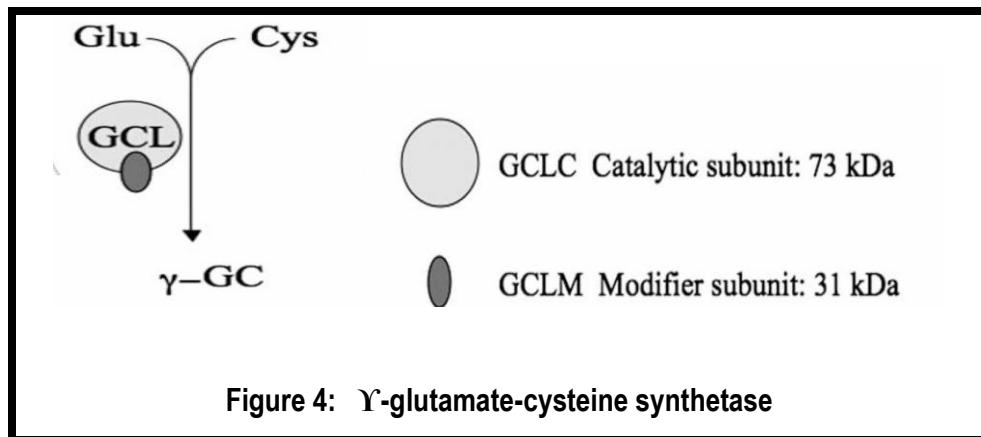 Glu Cys
GCL
GCLC Catalytic subunit: 73 kDa
γ–GC
GCLM Modifier subunit: 31 kDa
Figure 4: ϒ-glutamate-cysteine synthetase